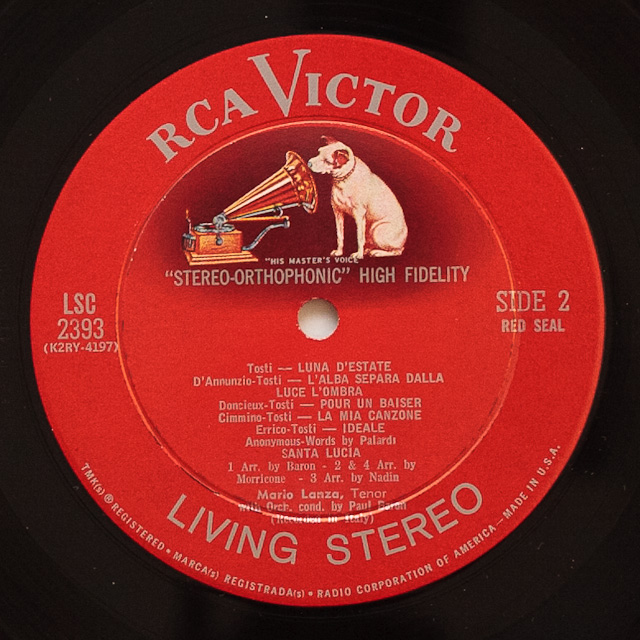 RCA VICTOR
"HIS MASTER'S VOICE"
"STEREO-ORTHOPHONIC" HIGH FIDELITY
LSC
2393
(K2RY-4197)
SIDE 2
RED SEAL
Tosti — LUNA D'ESTATE
D'Annunzio-Tosti — L'ALBA SEPARA DALLA
LUCE L'OMBRA
Doncieux-Tosti — POUR UN BAISER
Cimmino-Tosti — LA MIA CANZONE
Errico-Tosti — IDEALE
Anonymous-Words by Palardi
SANTA LUCIA
1 Arr. by Baron - 2 & 4 Arr. by
Morricone - 3 Arr. by Nadin
Mario Lanza, Tenor
with Orch. cond. by Paul Baron
(Recorded in Italy)
LIVING STEREO
TMK(s) ® REGISTERED • MARCA(s) REGISTRADA(s) • RADIO CORPORATION OF AMERICA — MADE IN U.S.A.